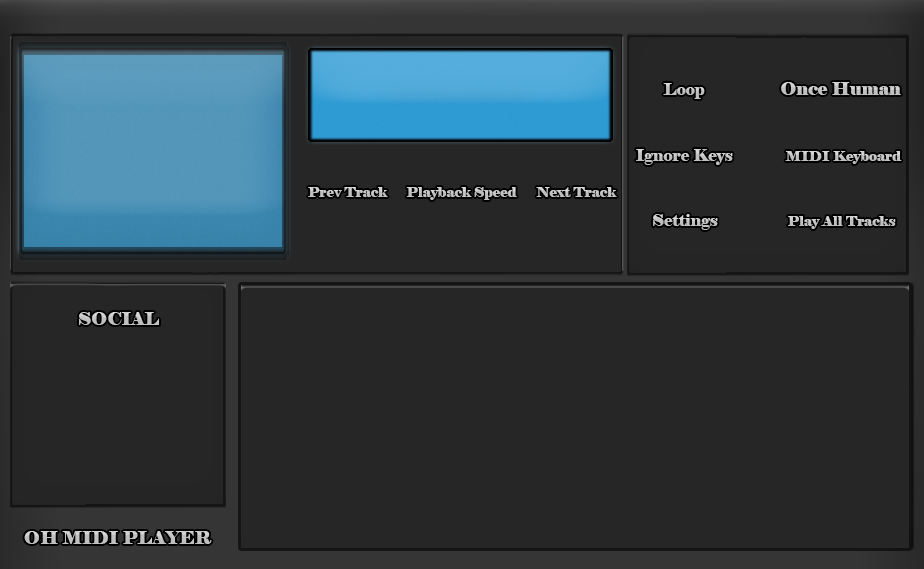 Loop
Once Human
Ignore Keys
MIDI Keyboard
Prev Track
Playback Speed
Next Track
Settings
Play All Tracks
SOCIAL
OH MIDI PLAYER